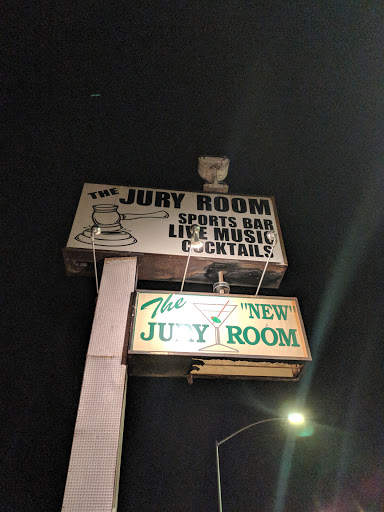 THE JURY ROOM
SPORTS BAR
LIVE MUSIC
COCKTAILS
The "NEW"
JURY ROOM